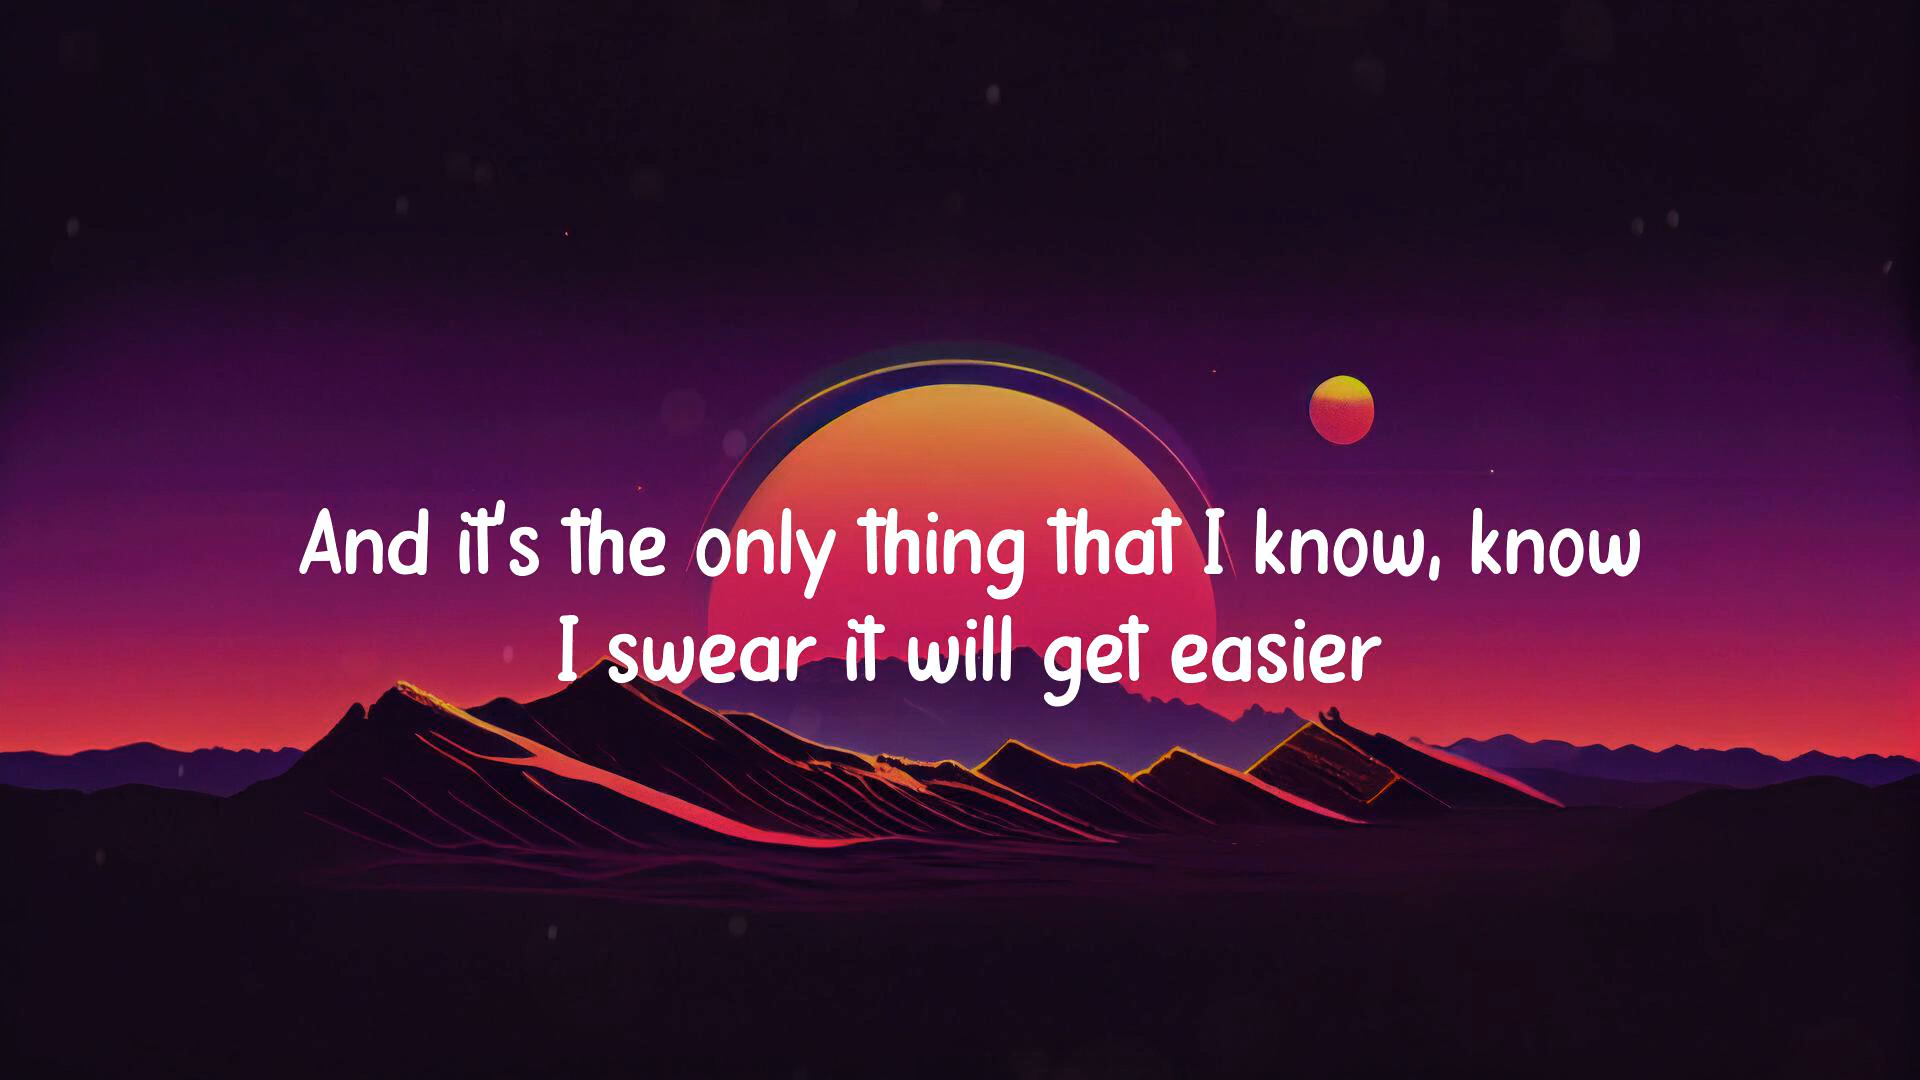 And it's the only thing that I know, know
I swear it will get easier